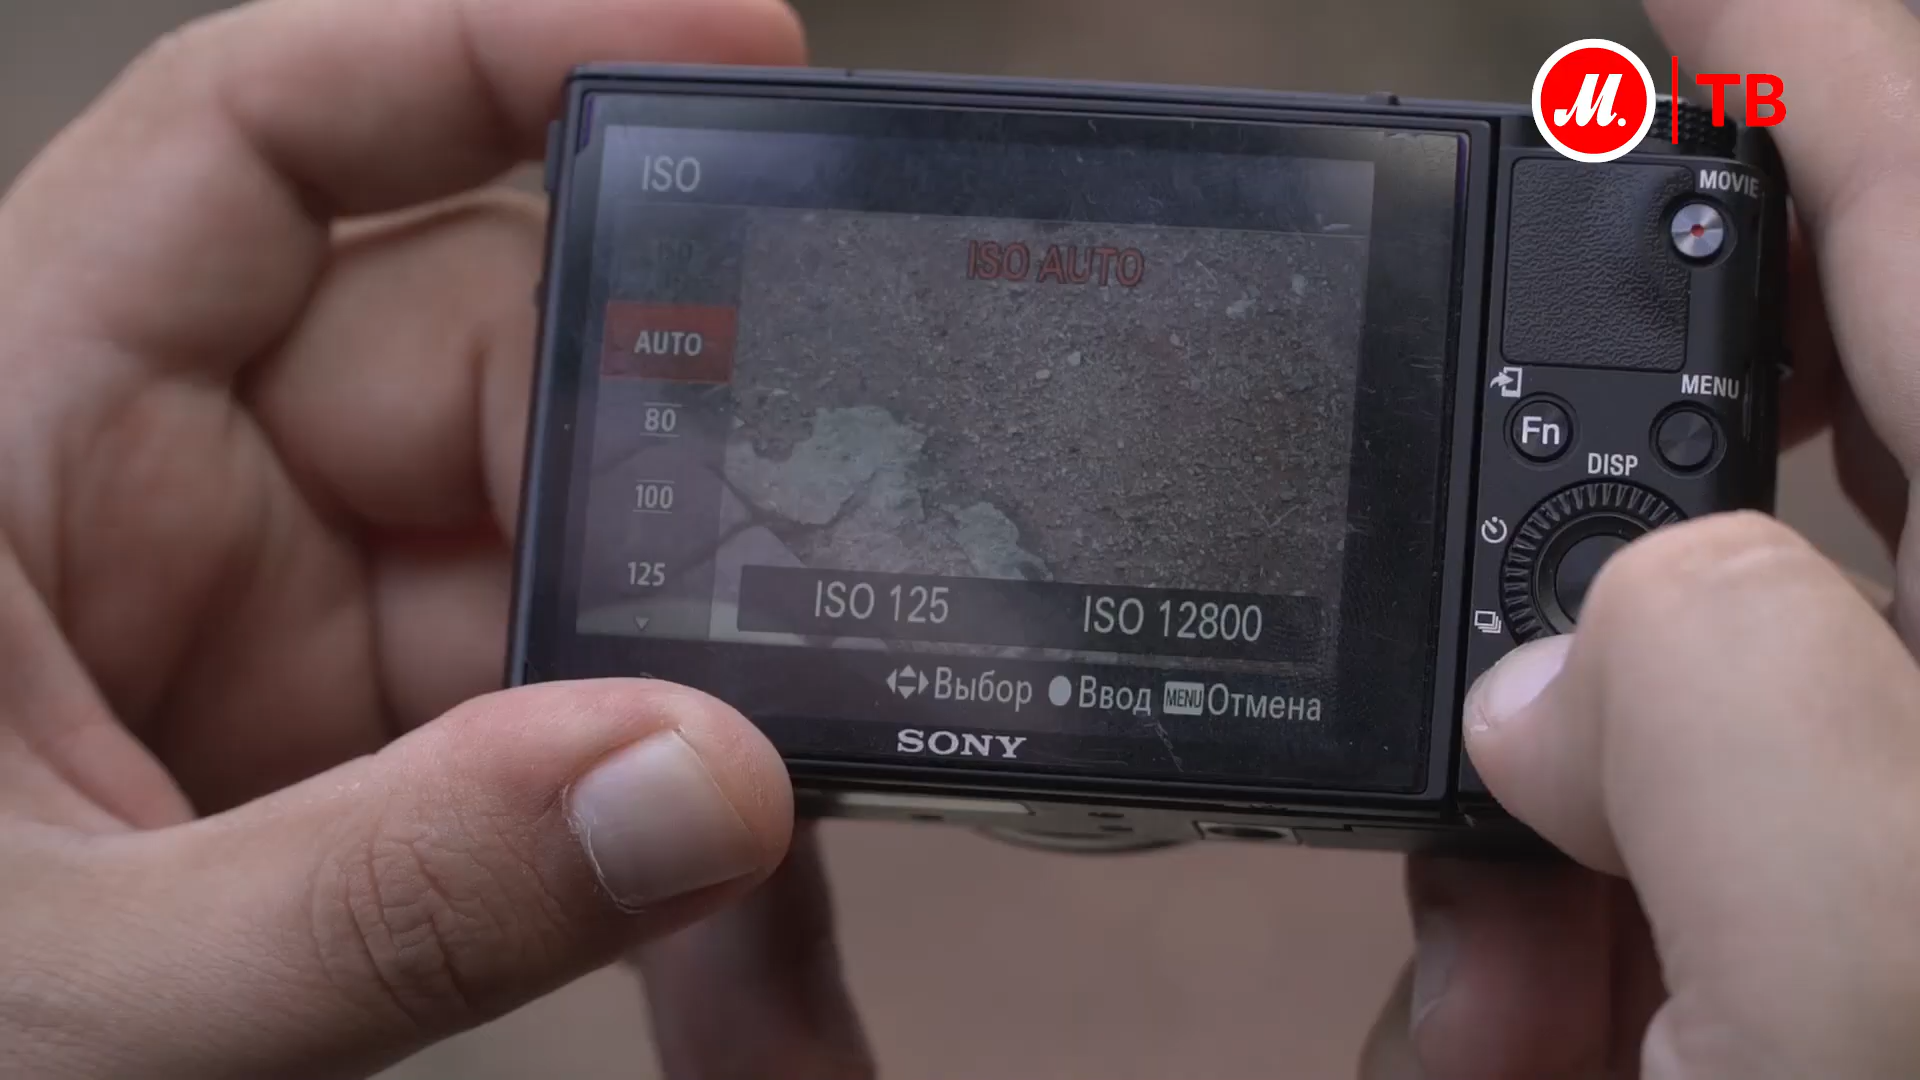 M. ТВ
MOVIE
ISO
ISO AUTO
AUTO
80
100
125
ISO 125 ISO 12800
Выбор Ввод MENU Отмена
SONY
MENU
Fn
DISP